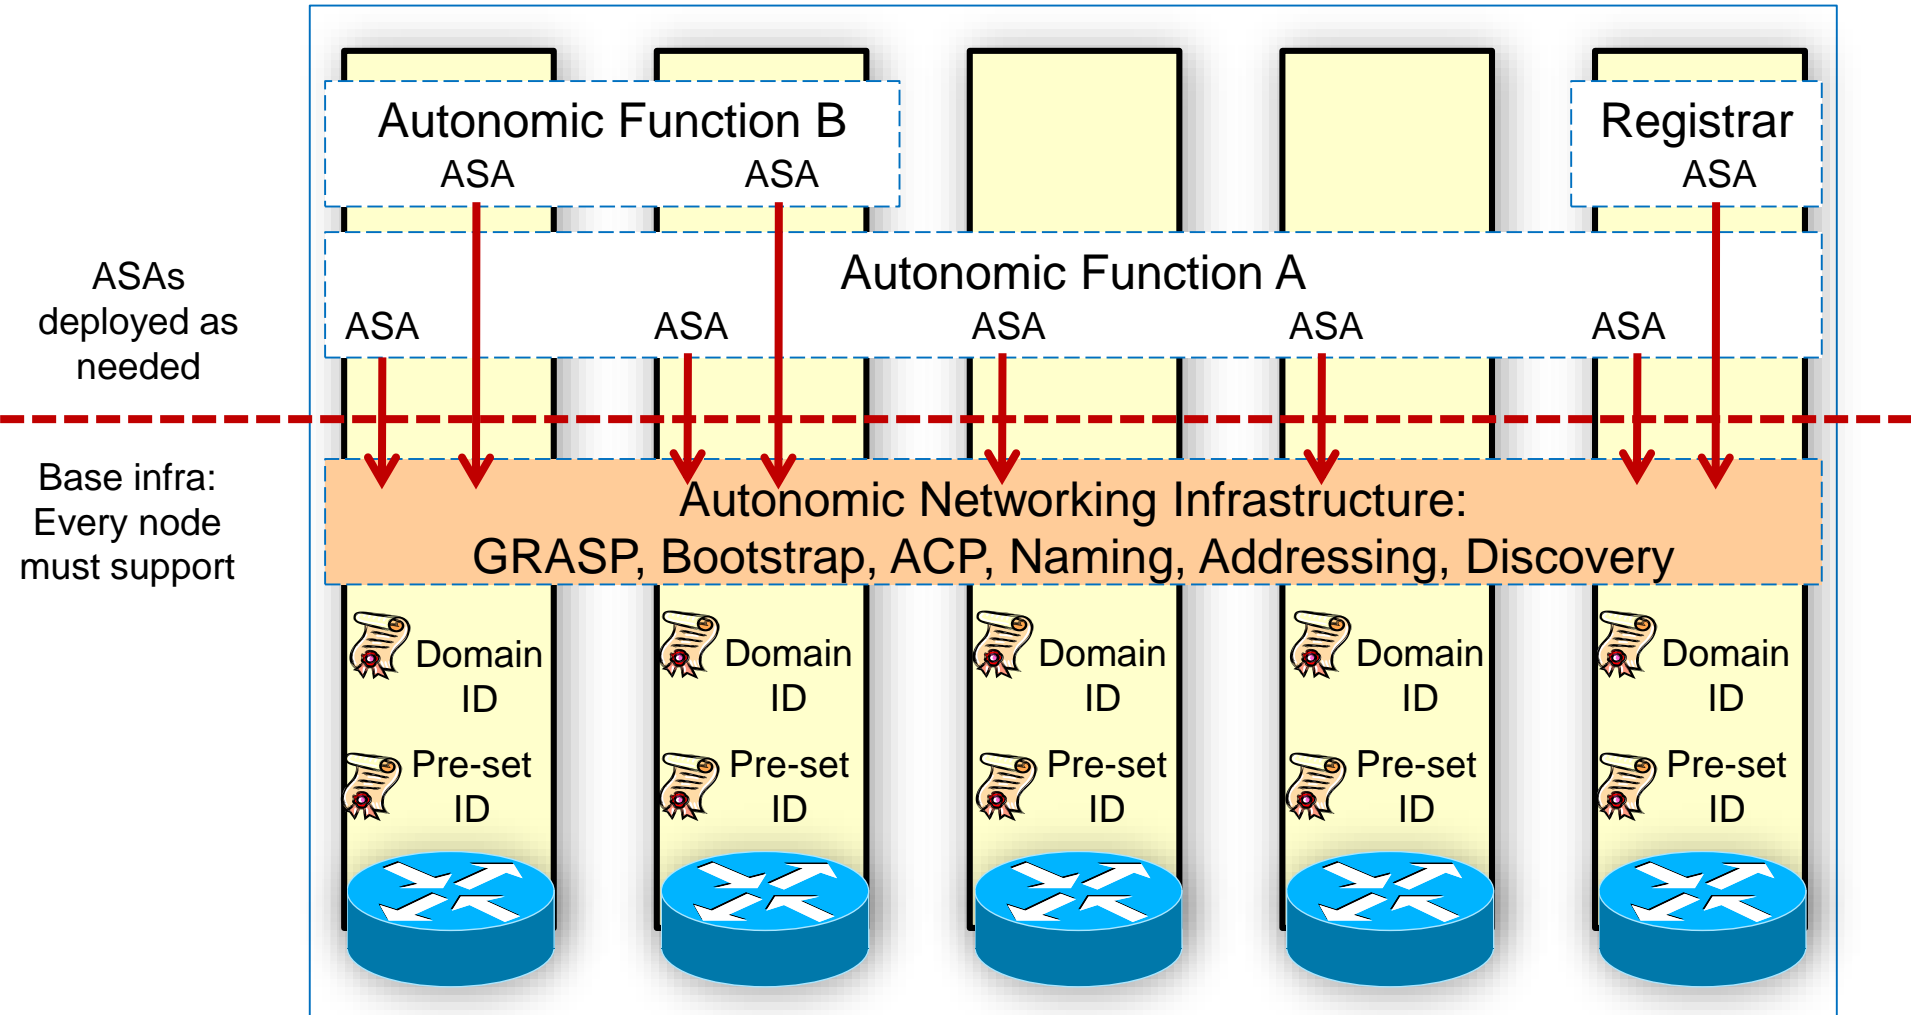 Autonomic Function B
ASA ASA
Registrar
ASA
Autonomic Function A
ASA ASA ASA ASA ASA
ASAs
deployed as
needed
Base infra:
Every node
must support
Autonomic Networking Infrastructure:
GRASP, Bootstrap, ACP, Naming, Addressing, Discovery
Domain
ID
Domain
ID
Domain
ID
Domain
ID
Domain
ID
Pre-set
ID
Pre-set
ID
Pre-set
ID
Pre-set
ID
Pre-set
ID